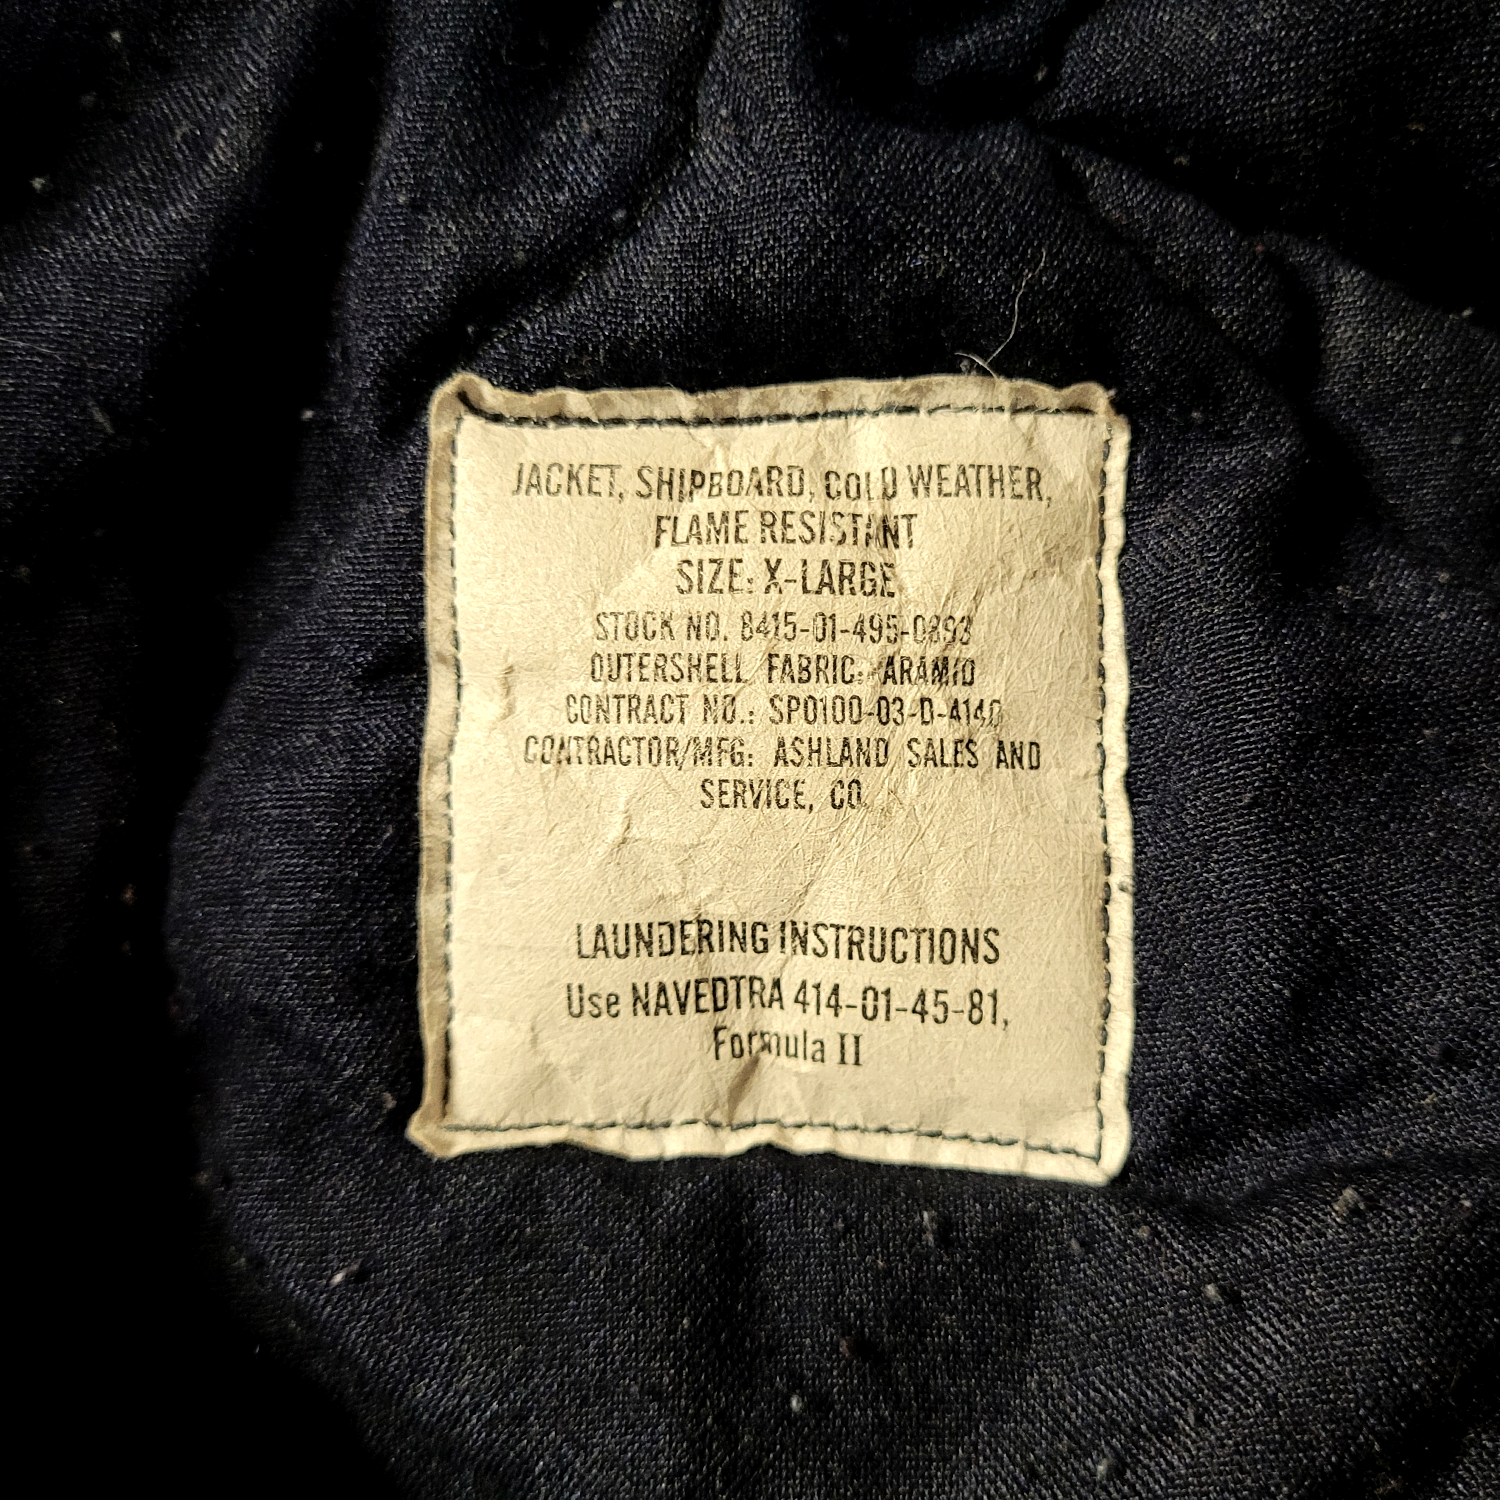 JACKET, SHIPBOARD, COLD WEATHER,
FLAME RESISTANT
SIZE: X-LARGE
STOCK NO. 8415-01-495-0893
OUTERSHELL FABRIC: ARAMID
CONTRACT NO.: SP0100-03-D-4140
CONTRACTOR/MFG: ASHLAND SALES AND
SERVICE, CO.
LAUNDERING INSTRUCTIONS
Use NAVEDTRA 414-01-45-81,
Formula II